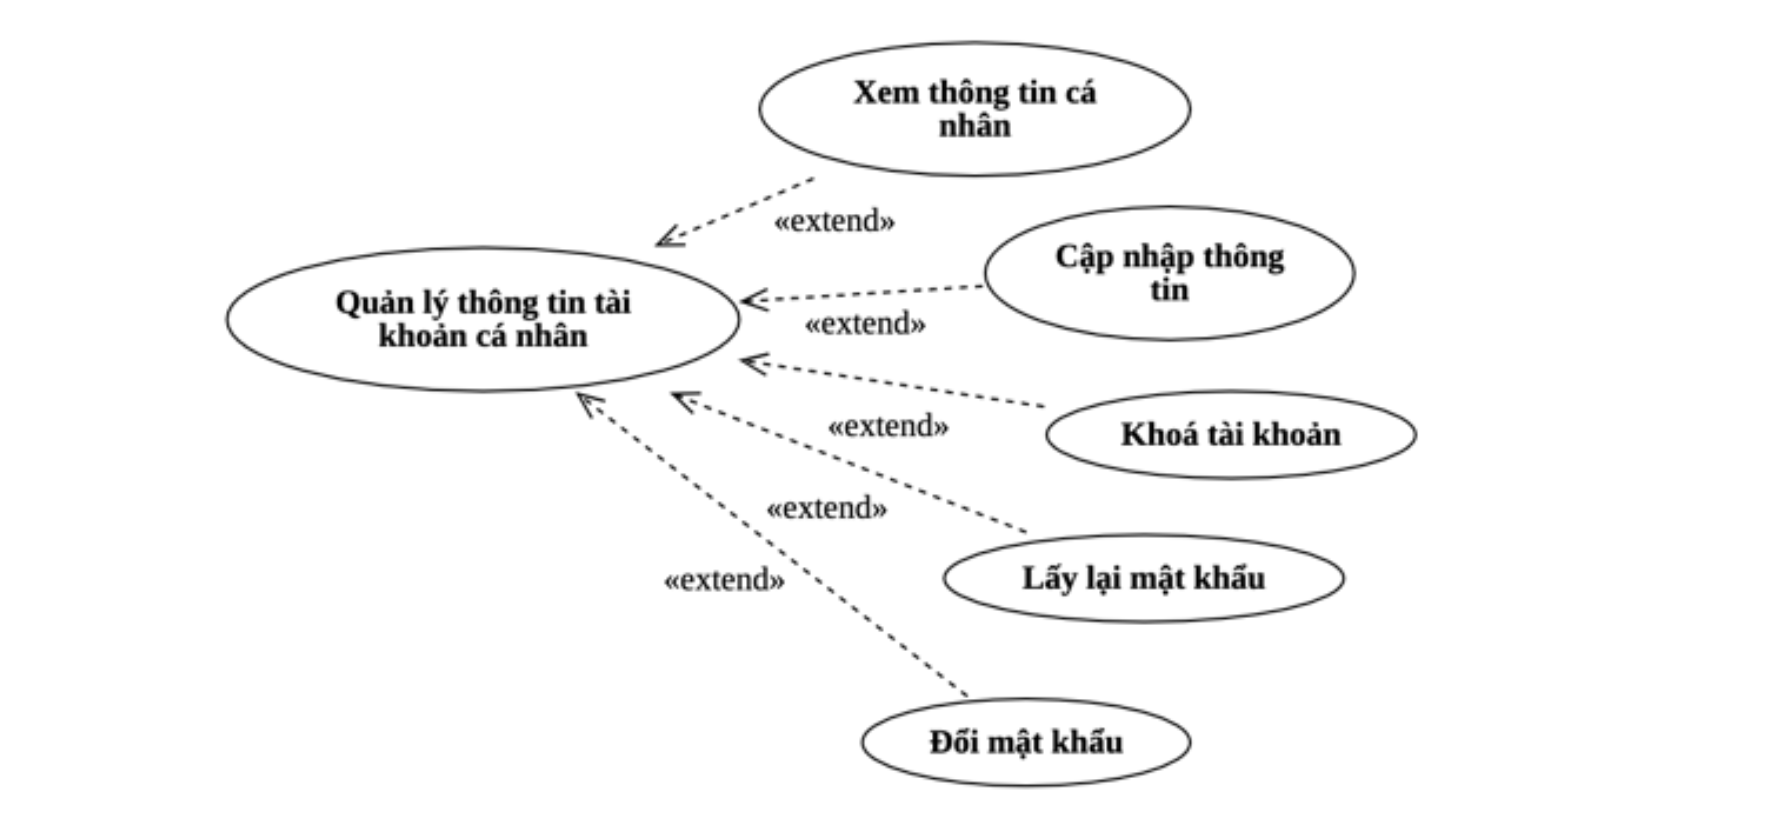 Xem thông tin cá
nhân
«extend»
Cập nhập thông
tin
Quản lý thông tin tài
khoản cá nhân
«extend»
«extend»
Khoá tài khoản
«extend»
«extend»
Lấy lại mật khẩu
Đổi mật khẩu